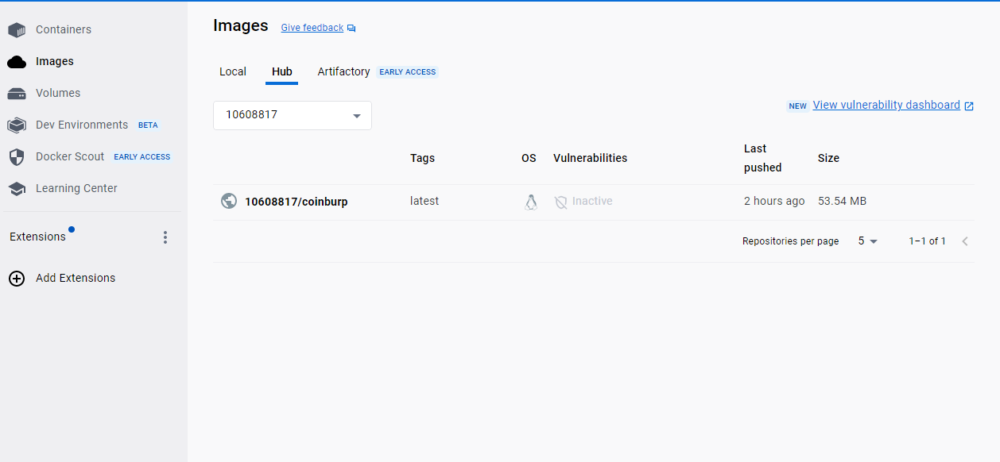 Containers
Images
Volumes
Dev Environments BETA
Docker Scout EARLY ACCESS
Learning Center
Extensions
Add Extensions
Images Give feedback
Local Hub Artifactory EARLY ACCESS
10608817
NEW View vulnerability dashboard
Tags OS Vulnerabilities Last pushed Size
10608817/coinburp latest Inactive 2 hours ago 53.54 MB
Repositories per page 5 1–1 of 1